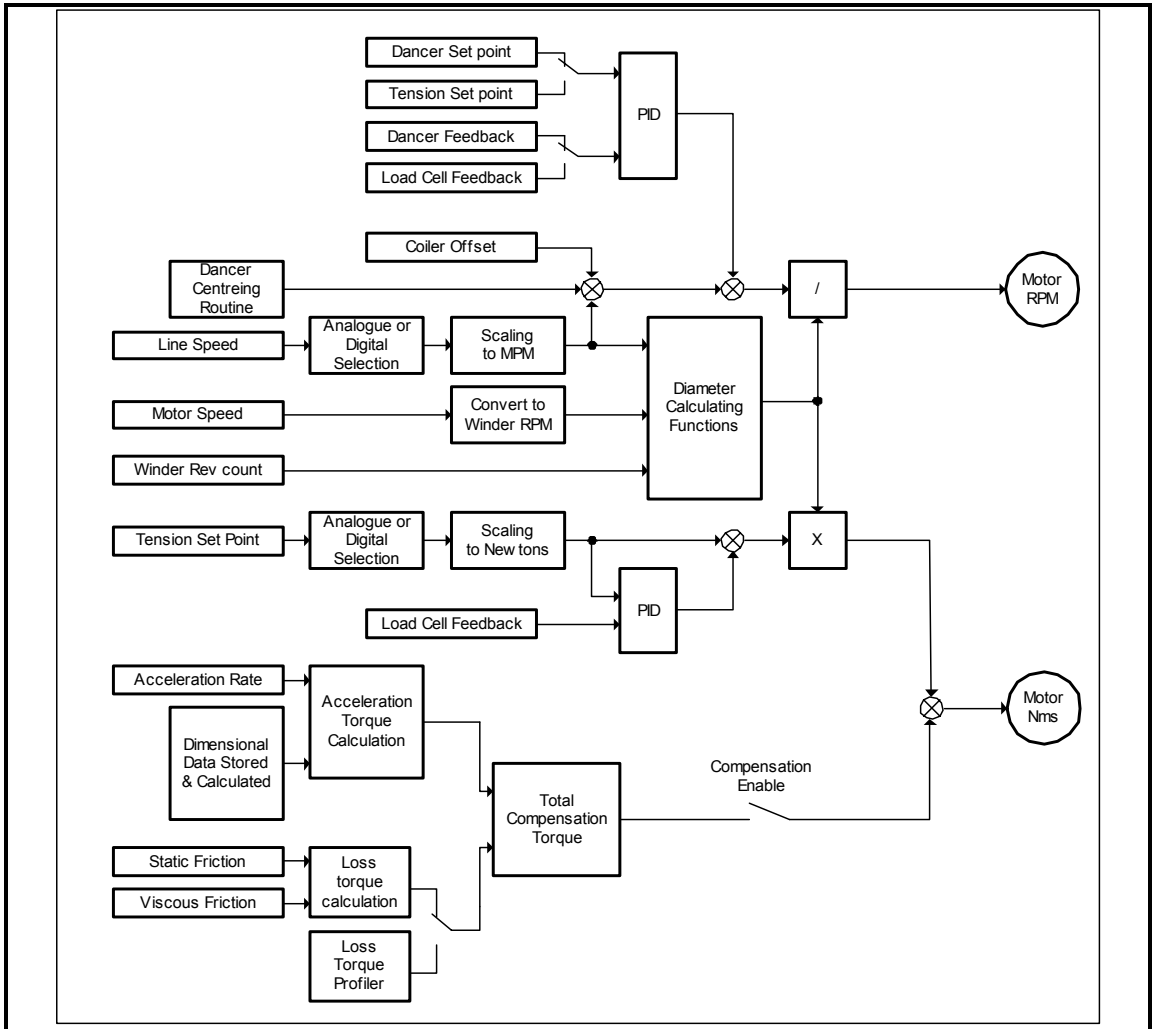 Dancer Set point
Tension Set point
Dancer Feedback
Load Cell Feedback
PID
Coiler Offset
Dancer
Centreing
Routine
/
Motor
RPM
Line Speed
Analogue or
Digital
Selection
Scaling
to MPM
Motor Speed
Convert to
Winder RPM
Diameter
Calculating
Functions
Winder Rev count
Tension Set Point
Analogue or
Digital
Selection
Scaling
to New tons
X
Load Cell Feedback
PID
Acceleration Rate
Acceleration
Torque
Calculation
Dimensional
Data Stored
& Calculated
Motor
Nms
Total
Compensation
Torque
Compensation
Enable
Static Friction
Viscous Friction
Loss
torque
calculation
Loss
Torque
Profiler